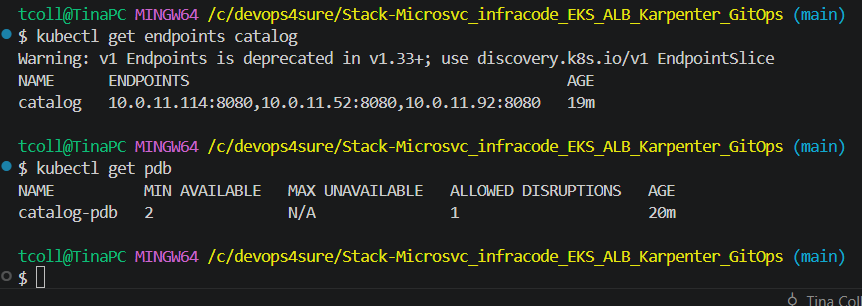 tcoll@TinaPC MINGW64 /c/devops4sure/Stack-Microsvc_infracode_EKS_ALB_Karpenter_GitOps (main)
$ kubectl get endpoints catalog
Warning: v1 Endpoints is deprecated in v1.33+; use discovery.k8s.io/v1 EndpointSlice
NAME      ENDPOINTS                                            AGE
catalog   10.0.11.114:8080,10.0.11.52:8080,10.0.11.92:8080   19m
tcoll@TinaPC MINGW64 /c/devops4sure/Stack-Microsvc_infracode_EKS_ALB_Karpenter_GitOps (main)
$ kubectl get pdb
NAME          MIN AVAILABLE   MAX UNAVAILABLE   ALLOWED DISRUPTIONS   AGE
catalog-pdb   2               N/A               1                     20m
tcoll@TinaPC MINGW64 /c/devops4sure/Stack-Microsvc_infracode_EKS_ALB_Karpenter_GitOps (main)
$
Tina Coll